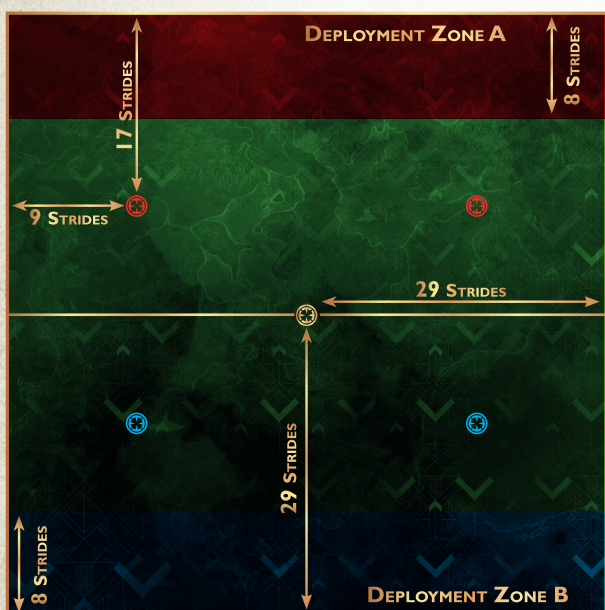 Deployment Zone A
8 Strides
17 Strides
9 Strides
29 Strides
29 Strides
8 Strides
Deployment Zone B